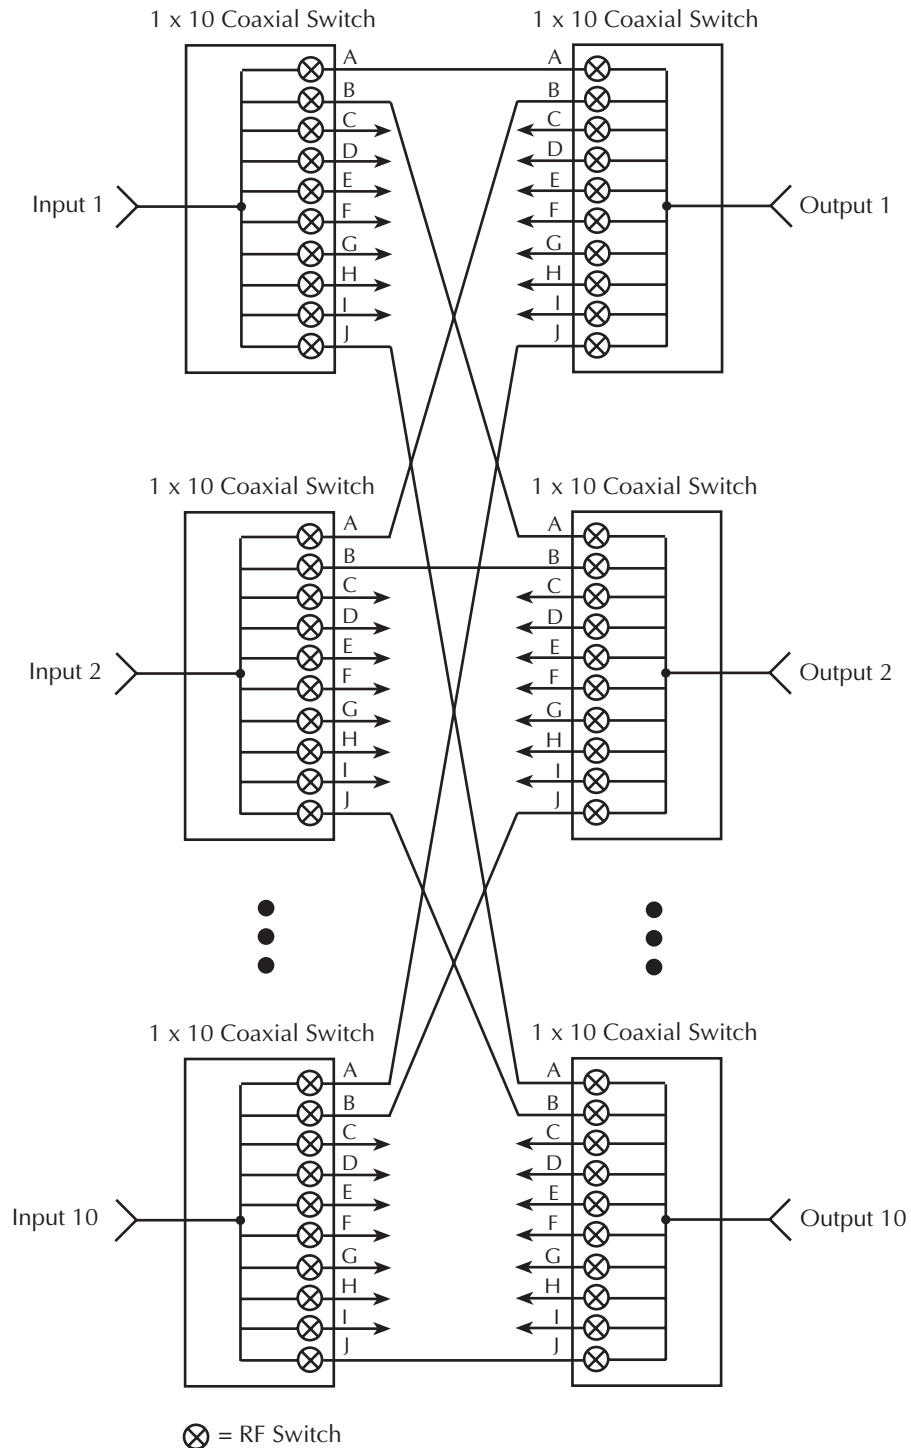 1 x 10 Coaxial Switch
1 x 10 Coaxial Switch
A
B
C
D
E
F
G
H
I
J
A
B
C
D
E
F
G
H
I
J
Input 1
Output 1
1 x 10 Coaxial Switch
1 x 10 Coaxial Switch
A
B
C
D
E
F
G
H
I
J
A
B
C
D
E
F
G
H
I
J
Input 2
Output 2
1 x 10 Coaxial Switch
1 x 10 Coaxial Switch
A
B
C
D
E
F
G
H
I
J
A
B
C
D
E
F
G
H
I
J
Input 10
Output 10
= RF Switch